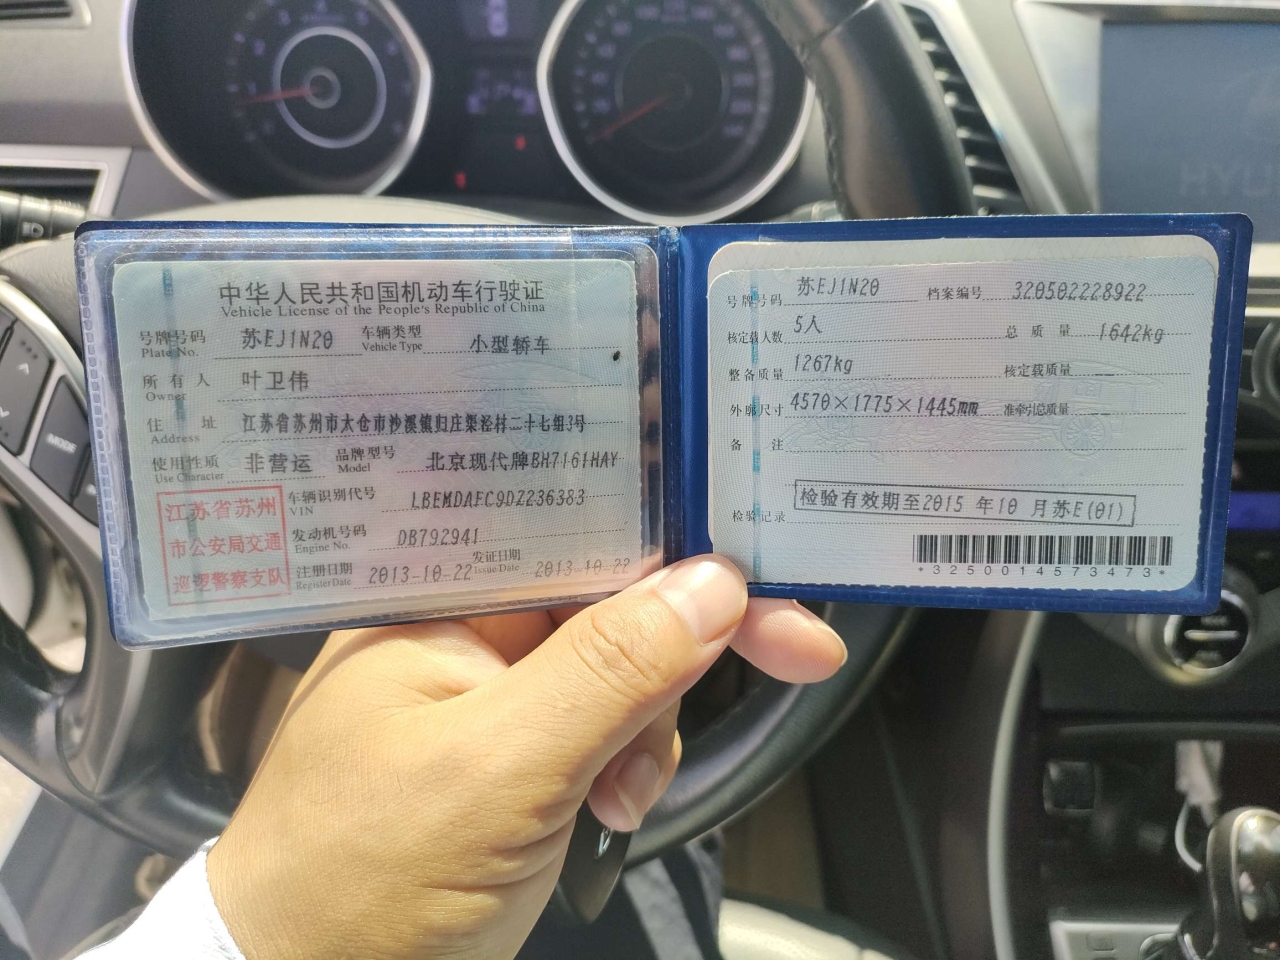 中华人民共和国机动车行驶证
Vehicle License of the People's Republic of China
号牌号码 苏EJ1N20 车辆类型 小型轿车
Plate No. Vehicle Type
所有人 叶卫伟
Owner
住址 江苏省苏州市太仓市沙溪镇归庄渠泾村二十七组3号
Address
使用性质 非营运 品牌型号 北京现代牌BH7161HAY
Use Character Model
江苏省苏州
市公安局交通
巡逻警察支队
车辆识别代号 LBEMDAFC9DZ236383
VIN
发动机号码 DB792941
Engine No.
注册日期 2013-10-22 发证日期 2013-10-22
Register Date Issue Date
号牌号码 苏EJ1N20 档案编号 320502228922
核定载人数 5人 总质量 1642kg
整备质量 1267kg 核定载质量
外廓尺寸 4570×1775×1445mm 准牵引总质量
备注
检验有效期至2015年10月苏E(01)
检验记录
*3250014573473*
MODE